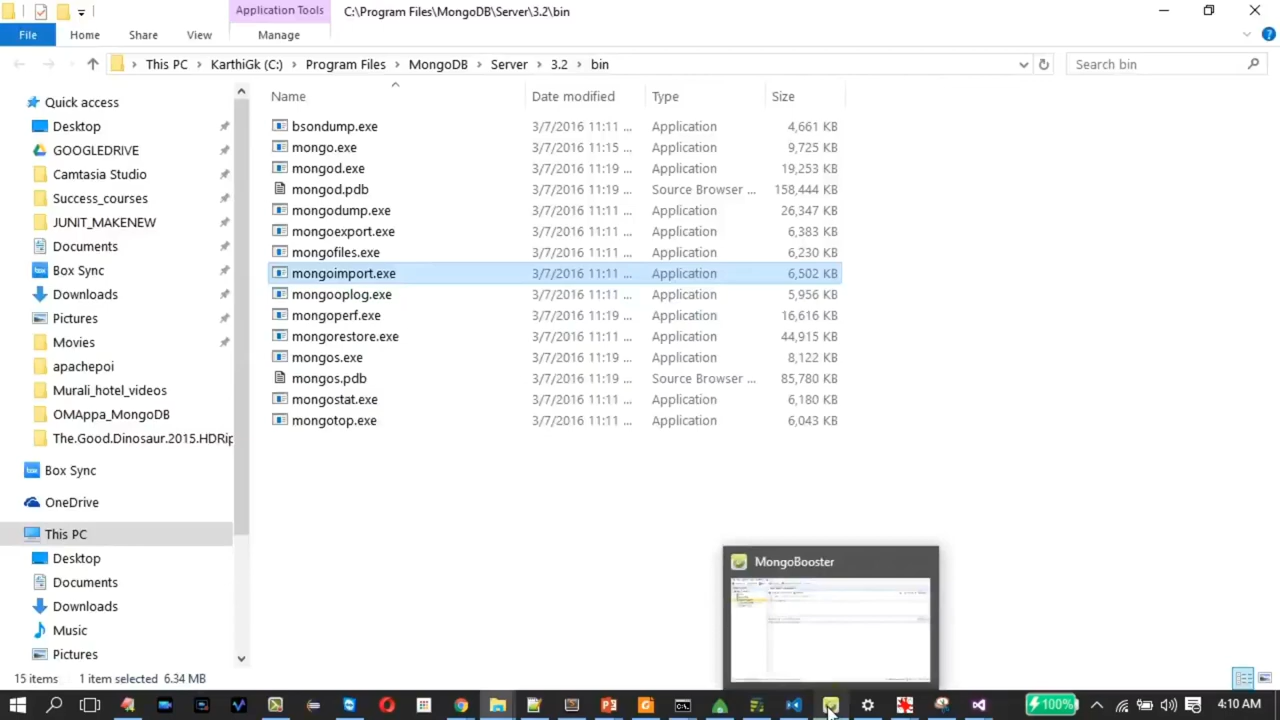 Application Tools
C:\Program Files\MongoDB\Server\3.2\bin
File Home Share View Manage
This PC › KarthiGk (C:) › Program Files › MongoDB › Server › 3.2 › bin
Search bin
Name Date modified Type Size
Quick access
Desktop
GOOGLEDRIVE
Camtasia Studio
Success_courses
JUNIT_MAKENEW
Documents
Box Sync
Downloads
Pictures
Movies
apachepoi
Murali_hotel_videos
OMAppa_MongoDB
The.Good.Dinosaur.2015.HDRip
Box Sync
OneDrive
This PC
Desktop
Documents
Downloads
Music
Pictures
bsondump.exe 3/7/2016 11:11 ... Application 4,661 KB
mongo.exe 3/7/2016 11:15 ... Application 9,725 KB
mongod.exe 3/7/2016 11:19 ... Application 19,253 KB
mongod.pdb 3/7/2016 11:19 ... Source Browser ... 158,444 KB
mongodump.exe 3/7/2016 11:11 ... Application 26,347 KB
mongoexport.exe 3/7/2016 11:11 ... Application 6,383 KB
mongofiles.exe 3/7/2016 11:11 ... Application 6,230 KB
mongoimport.exe 3/7/2016 11:11 ... Application 6,502 KB
mongooplog.exe 3/7/2016 11:11 ... Application 5,956 KB
mongoperf.exe 3/7/2016 11:19 ... Application 16,616 KB
mongorestore.exe 3/7/2016 11:11 ... Application 44,915 KB
mongos.exe 3/7/2016 11:19 ... Application 8,122 KB
mongos.pdb 3/7/2016 11:19 ... Source Browser ... 85,780 KB
mongostat.exe 3/7/2016 11:11 ... Application 6,180 KB
mongotop.exe 3/7/2016 11:11 ... Application 6,043 KB
MongoBooster
15 items 1 item selected 6.34 MB
100%
4:10 AM